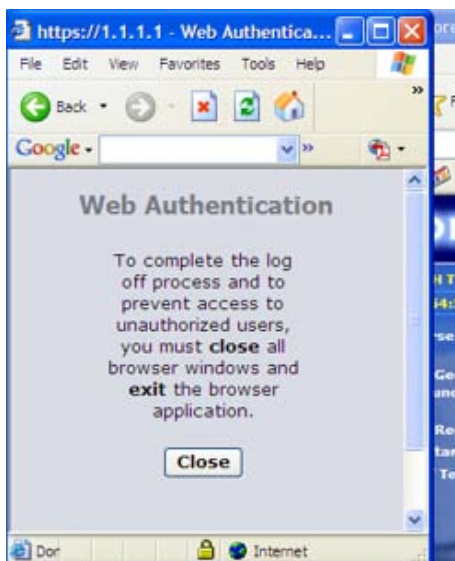 https://1.1.1.1 - Web Authentica...
File Edit View Favorites Tools Help
Back
Google
Web Authentication
To complete the log
off process and to
prevent access to
unauthorized users,
you must close all
browser windows and
exit the browser
application.
Close
Internet